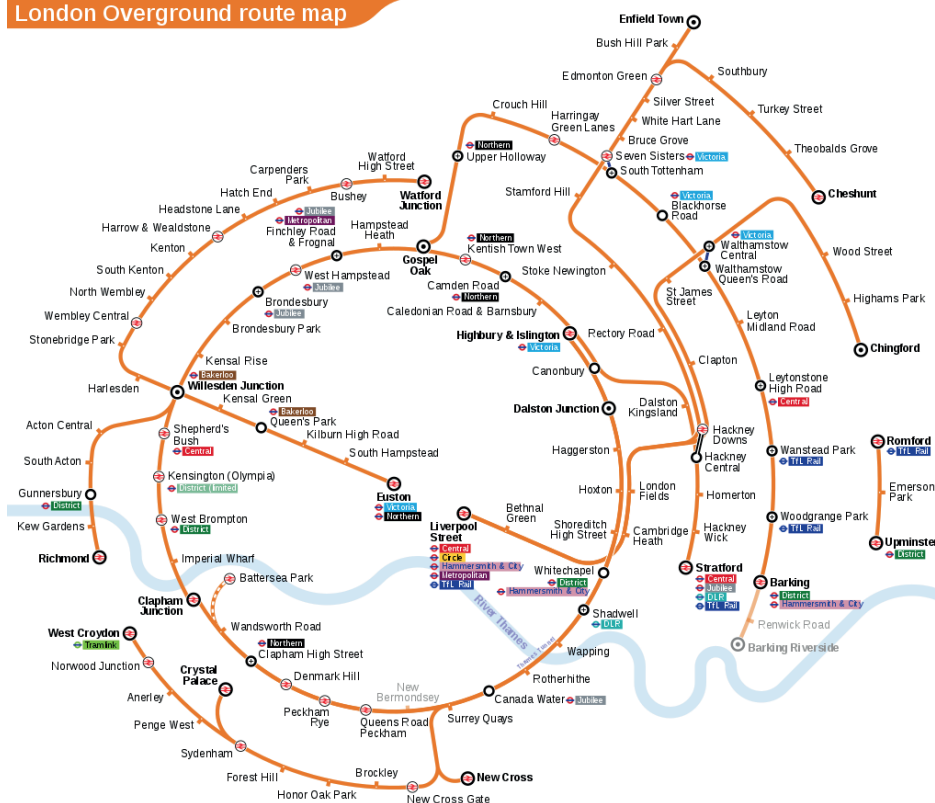 London Overground route map
Enfield Town
Bush Hill Park
Edmonton Green
Southbury
Silver Street
Turkey Street
White Hart Lane
Theobalds Grove
Bruce Grove
Cheshunt
Seven Sisters
Victoria
South Tottenham
Crouch Hill
Harringay
Green Lanes
Northern
Upper Holloway
Stamford Hill
Victoria
Blackhorse
Road
Victoria
Walthamstow
Central
Walthamstow
Queen's Road
Wood Street
Highams Park
Chingford
St James
Street
Stoke Newington
Rectory Road
Clapton
Leyton
Midland Road
Leytonstone
High Road
Central
Wanstead Park
TfL Rail
Woodgrange Park
TfL Rail
Barking
District
Hammersmith & City
Renwick Road
Barking Riverside
Romford
TfL Rail
Emerson
Park
Upminster
District
Watford
High Street
Watford
Junction
Carpenders
Park
Bushey
Hatch End
Headstone Lane
Harrow & Wealdstone
Kenton
South Kenton
North Wembley
Wembley Central
Stonebridge Park
Harlesden
Jubilee
Metropolitan
Finchley Road
& Frognal
Hampstead
Heath
Gospel
Oak
Northern
Kentish Town West
West Hampstead
Jubilee
Camden Road
Northern
Brondesbury
Jubilee
Caledonian Road & Barnsbury
Brondesbury Park
Highbury & Islington
Victoria
Kensal Rise
Canonbury
Bakerloo
Willesden Junction
Kensal Green
Bakerloo
Queen's Park
Kilburn High Road
South Hampstead
Euston
Victoria
Northern
Dalston Junction
Dalston
Kingsland
Hackney
Downs
Hackney
Central
Haggerston
Homerton
Hoxton
London
Fields
Hackney
Wick
Shoreditch
High Street
Cambridge
Heath
Bethnal
Green
Liverpool
Street
Central
Circle
Hammersmith & City
Metropolitan
TfL Rail
Stratford
Central
Jubilee
DLR
TfL Rail
Whitechapel
District
Hammersmith & City
Shadwell
DLR
Wapping
River Thames
Thames Tunnel
Rotherhithe
Canada Water
Jubilee
Surrey Quays
Acton Central
South Acton
Gunnersbury
District
Kew Gardens
Richmond
Shepherd's
Bush
Central
Kensington (Olympia)
District (limited
West Brompton
District
Imperial Wharf
Battersea Park
Clapham
Junction
Wandsworth Road
Northern
Clapham High Street
Denmark Hill
Peckham
Rye
Queens Road
Peckham
New
Bermondsey
West Croydon
Tramlink
Norwood Junction
Crystal
Palace
Anerley
Penge West
Sydenham
Forest Hill
Honor Oak Park
Brockley
New Cross Gate
New Cross